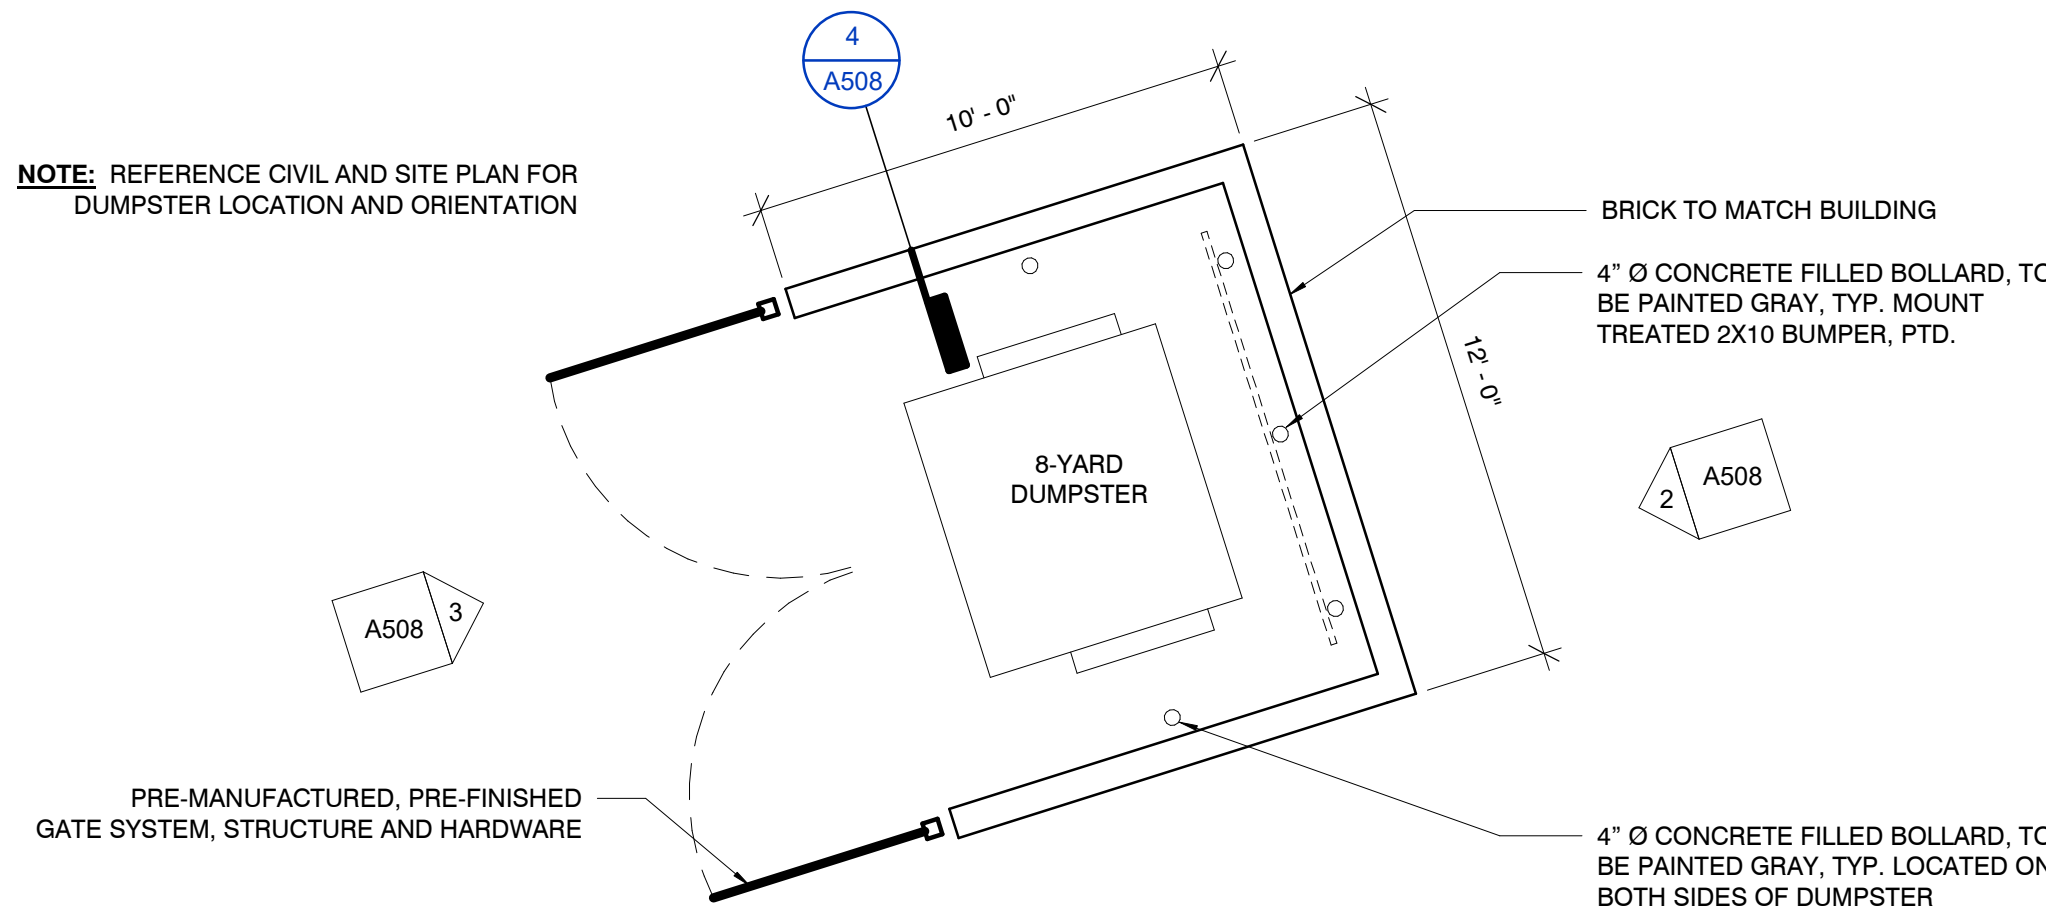 4
A508
10' - 0"
NOTE: REFERENCE CIVIL AND SITE PLAN FOR
DUMPSTER LOCATION AND ORIENTATION
BRICK TO MATCH BUILDING
4” Ø CONCRETE FILLED BOLLARD, TO
BE PAINTED GRAY, TYP. MOUNT
TREATED 2X10 BUMPER, PTD.
12' - 0"
8-YARD
DUMPSTER
2
A508
A508
3
PRE-MANUFACTURED, PRE-FINISHED
GATE SYSTEM, STRUCTURE AND HARDWARE
4” Ø CONCRETE FILLED BOLLARD, TO
BE PAINTED GRAY, TYP. LOCATED ON
BOTH SIDES OF DUMPSTER